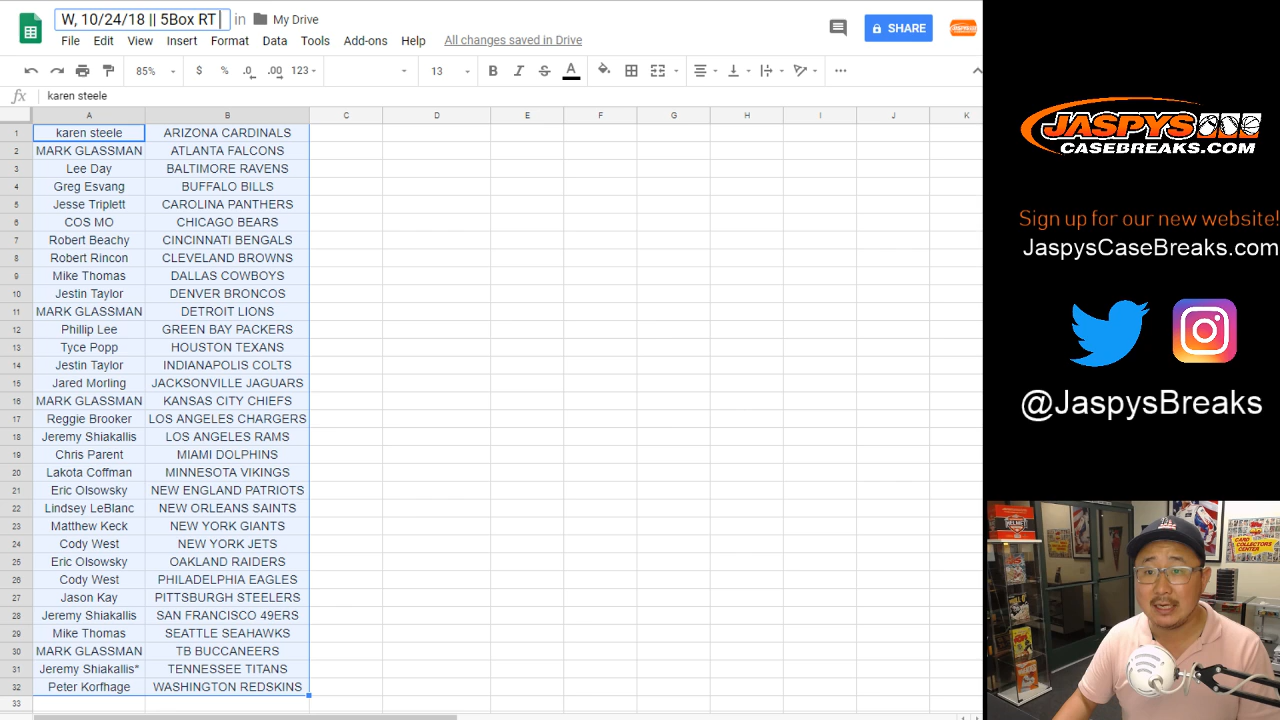 W, 10/24/18 || 5Box RT in My Drive
File Edit View Insert Format Data Tools Add-ons Help All changes saved in Drive
SHARE
85% $ % .0 .00 123 13 B I S A
fx karen steele
A B C D E F G H I J K
1 karen steele ARIZONA CARDINALS
2 MARK GLASSMAN ATLANTA FALCONS
3 Lee Day BALTIMORE RAVENS
4 Greg Esvang BUFFALO BILLS
5 Jesse Triplett CAROLINA PANTHERS
6 COS MO CHICAGO BEARS
7 Robert Beachy CINCINNATI BENGALS
8 Robert Rincon CLEVELAND BROWNS
9 Mike Thomas DALLAS COWBOYS
10 Jestin Taylor DENVER BRONCOS
11 MARK GLASSMAN DETROIT LIONS
12 Phillip Lee GREEN BAY PACKERS
13 Tyce Popp HOUSTON TEXANS
14 Jestin Taylor INDIANAPOLIS COLTS
15 Jared Morling JACKSONVILLE JAGUARS
16 MARK GLASSMAN KANSAS CITY CHIEFS
17 Reggie Brooker LOS ANGELES CHARGERS
18 Jeremy Shiakallis LOS ANGELES RAMS
19 Chris Parent MIAMI DOLPHINS
20 Lakota Coffman MINNESOTA VIKINGS
21 Eric Olsowsky NEW ENGLAND PATRIOTS
22 Lindsey LeBlanc NEW ORLEANS SAINTS
23 Matthew Keck NEW YORK GIANTS
24 Cody West NEW YORK JETS
25 Eric Olsowsky OAKLAND RAIDERS
26 Cody West PHILADELPHIA EAGLES
27 Jason Kay PITTSBURGH STEELERS
28 Jeremy Shiakallis SAN FRANCISCO 49ERS
29 Mike Thomas SEATTLE SEAHAWKS
30 MARK GLASSMAN TB BUCCANEERS
31 Jeremy Shiakallis" TENNESSEE TITANS
32 Peter Korfhage WASHINGTON REDSKINS
33
JASPYS
CASEBREAKS.COM
Sign up for our new website!
JaspysCaseBreaks.com
@JaspysBreaks
CARD
COLLECTORS
CENTER
HELMET